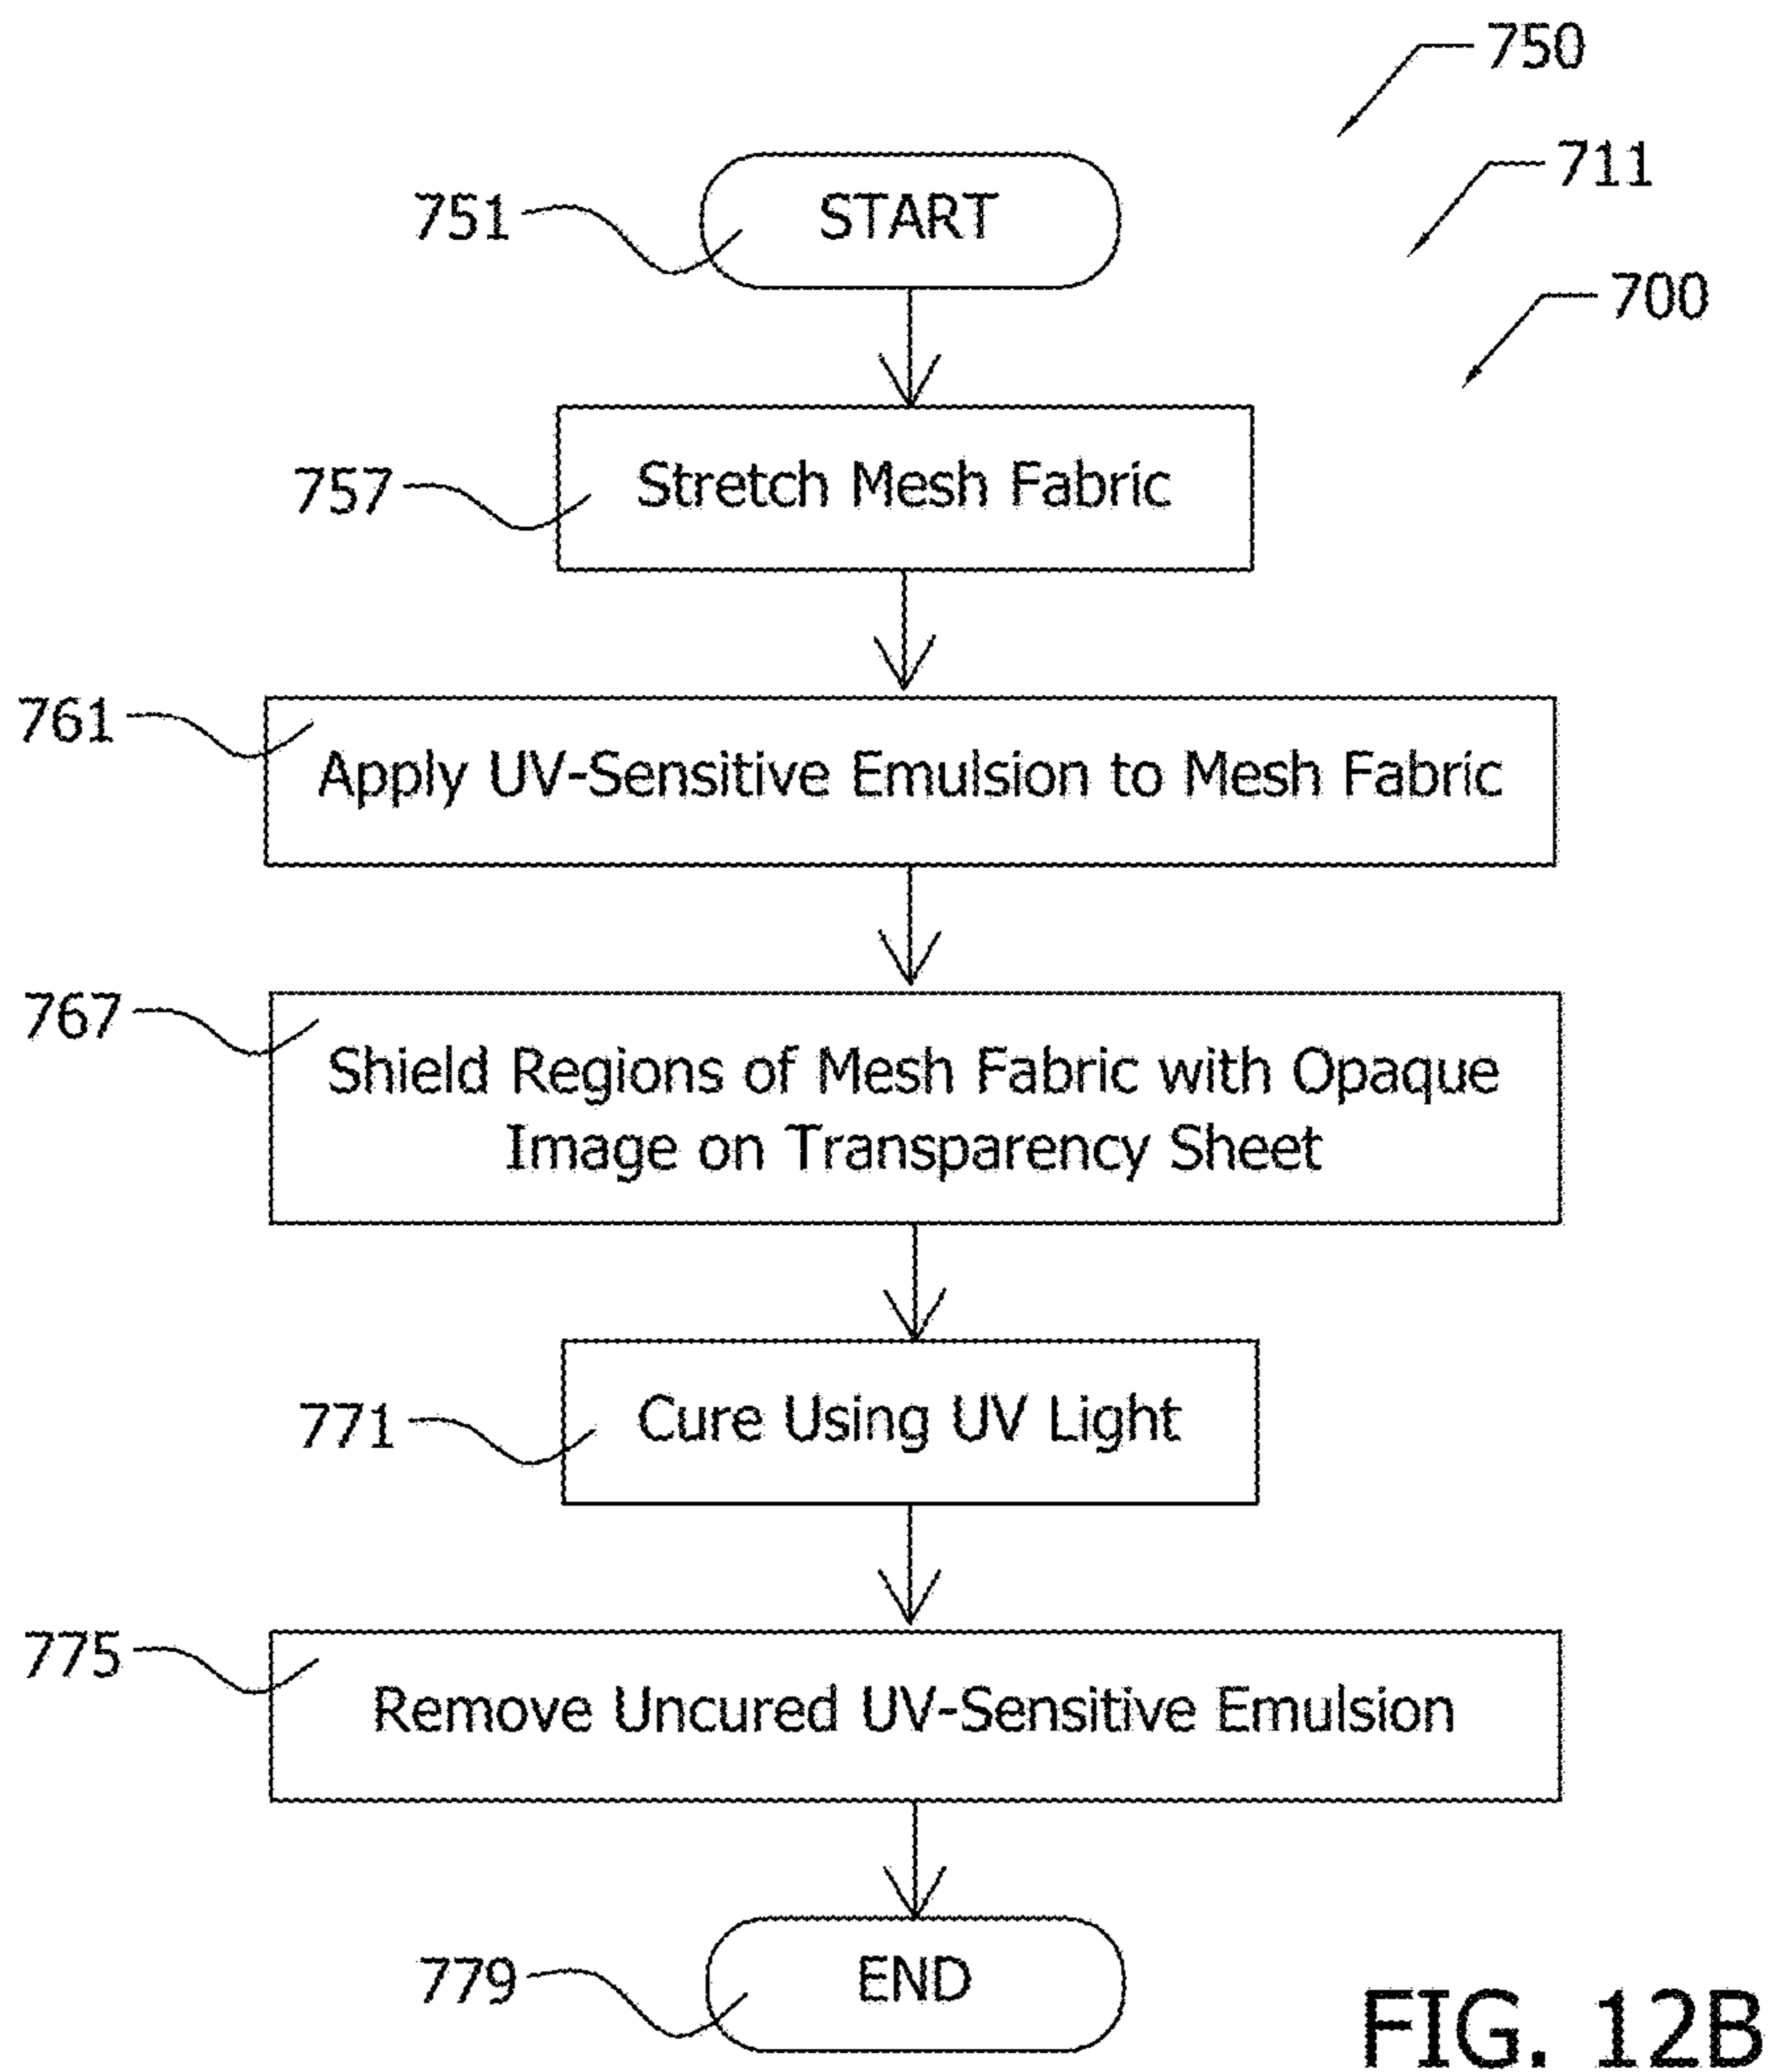 750
711
700
751
START
757
Stretch Mesh Fabric
761
Apply UV-Sensitive Emulsion to Mesh Fabric
767
Shield Regions of Mesh Fabric with Opaque
Image on Transparency Sheet
771
Cure Using UV Light
775
Remove Uncured UV-Sensitive Emulsion
779
END
FIG. 12B